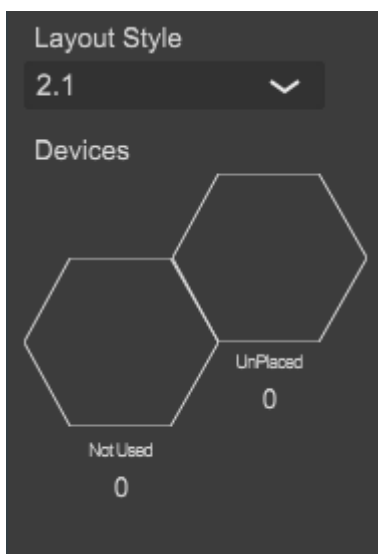 Layout Style
2.1
Devices
UnPlaced
0
Not Used
0